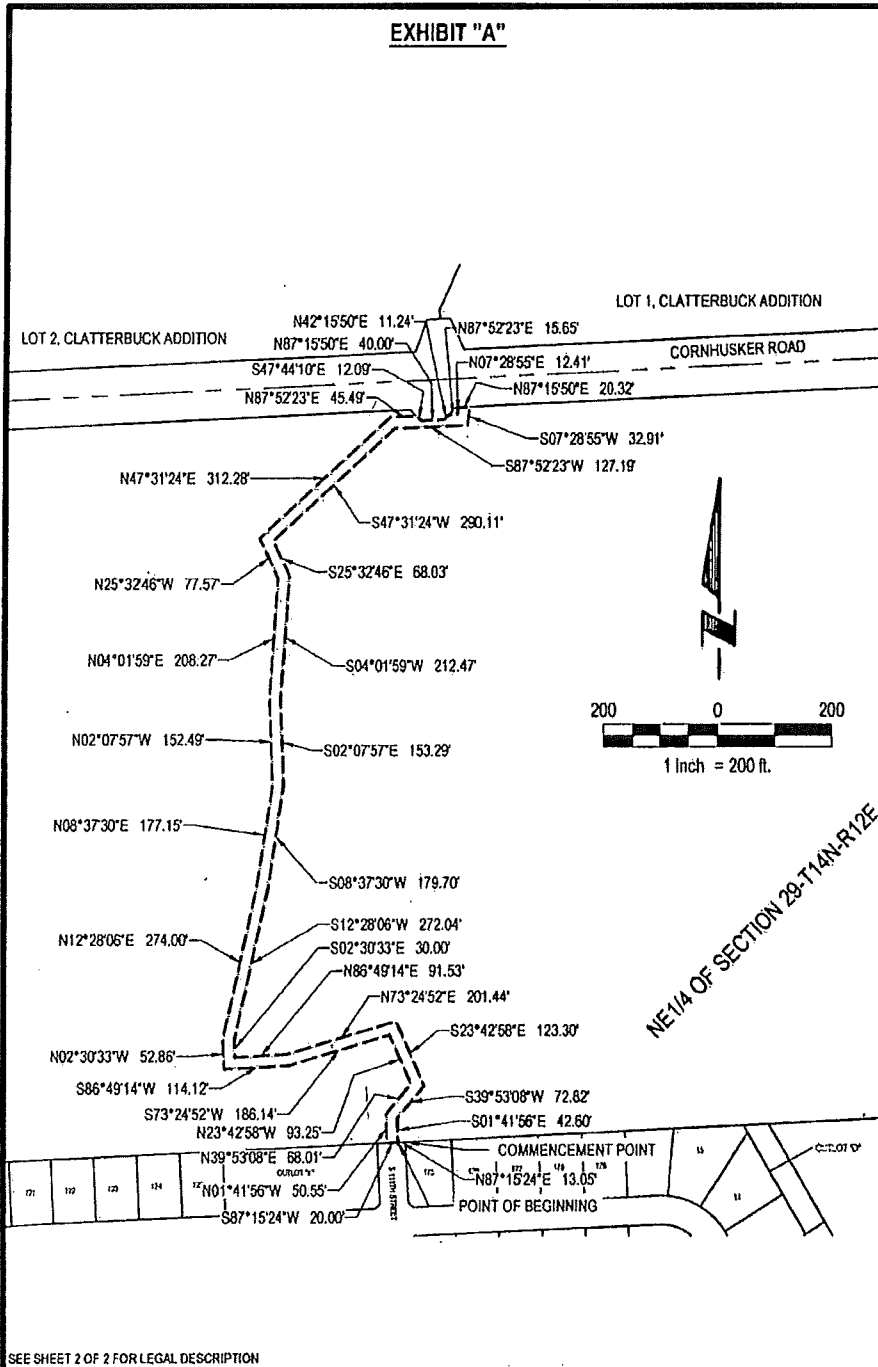 EXHIBIT "A"
LOT 1, CLATTERBUCK ADDITION
N42°15'50"E 11.24'
N87°52'23"E 15.65'
LOT 2, CLATTERBUCK ADDITION
N87°15'50"E 40.00'
CORNHUSKER ROAD
N07°28'55"E 12.41'
S47°44'10"E 12.09'
N87°15'50"E 20.32'
N87°52'23"E 45.49'
S07°28'55"W 32.91'
S87°52'23"W 127.19'
N47°31'24"E 312.28'
S47°31'24"W 290.11'
S25°32'46"E 68.03'
N25°32'46"W 77.57'
N04°01'59"E 208.27'
S04°01'59"W 212.47'
200 0 200
1 Inch = 200 ft.
N02°07'57"W 152.49'
S02°07'57"E 153.29'
N08°37'30"E 177.15'
S08°37'30"W 179.70'
NE1/4 OF SECTION 29-T14N-R12E
S12°28'06"W 272.04'
N12°28'06"E 274.00'
S02°30'33"E 30.00'
N86°49'14"E 91.53'
N73°24'52"E 201.44'
S23°42'58"E 123.30'
N02°30'33"W 52.86'
S86°49'14"W 114.12'
S73°24'52"W 186.14'
S39°53'08"W 72.82'
N23°42'58"W 93.25'
S01°41'56"E 42.60'
N39°53'08"E 68.01'
COMMENCEMENT POINT
N87°15'24"E 13.05'
N01°41'56"W 50.55'
POINT OF BEGINNING
S87°15'24"W 20.00'
121
122
123
124
175
177
OUTLOT "D"
SEE SHEET 2 OF 2 FOR LEGAL DESCRIPTION